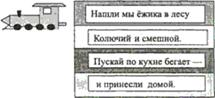 Нашли мы ёжика в лесу
Колючий и смешной.
Пускай по кухне бегает —
и принесли домой.